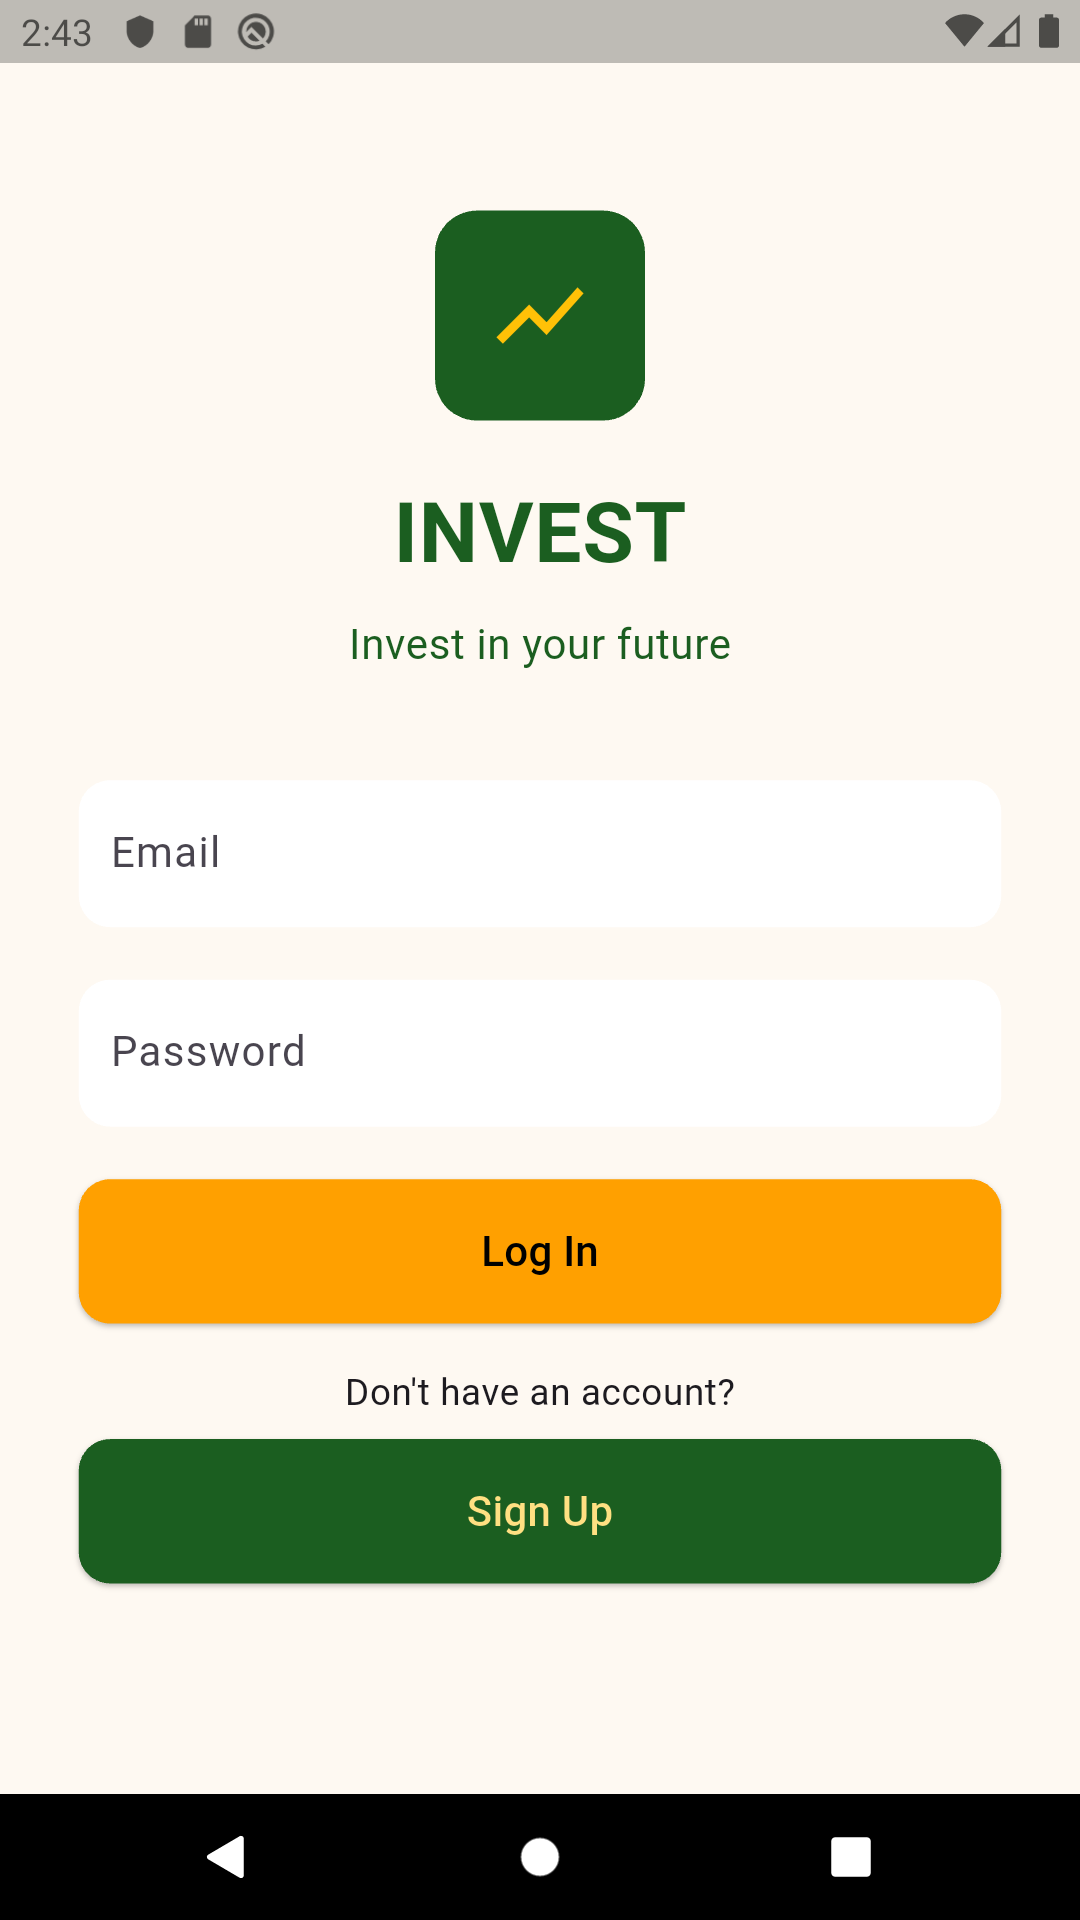 2:43
INVEST
Invest in your future
Email
Password
Log In
Don't have an account?
Sign Up